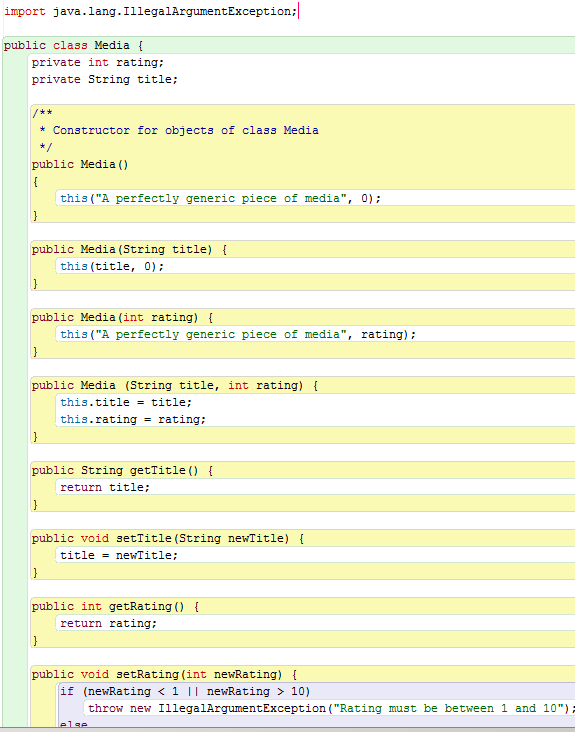 import java.lang.IllegalArgumentException;
public class Media {
private int rating;
private String title;
/**
* Constructor for objects of class Media
*/
public Media()
{
this("A perfectly generic piece of media", 0);
}
public Media(String title) {
this(title, 0);
}
public Media(int rating) {
this("A perfectly generic piece of media", rating);
}
public Media (String title, int rating) {
this.title = title;
this.rating = rating;
}
public String getTitle() {
return title;
}
public void setTitle(String newTitle) {
title = newTitle;
}
public int getRating() {
return rating;
}
public void setRating(int newRating) {
if (newRating < 1 || newRating > 10)
throw new IllegalArgumentException("Rating must be between 1 and 10");
else